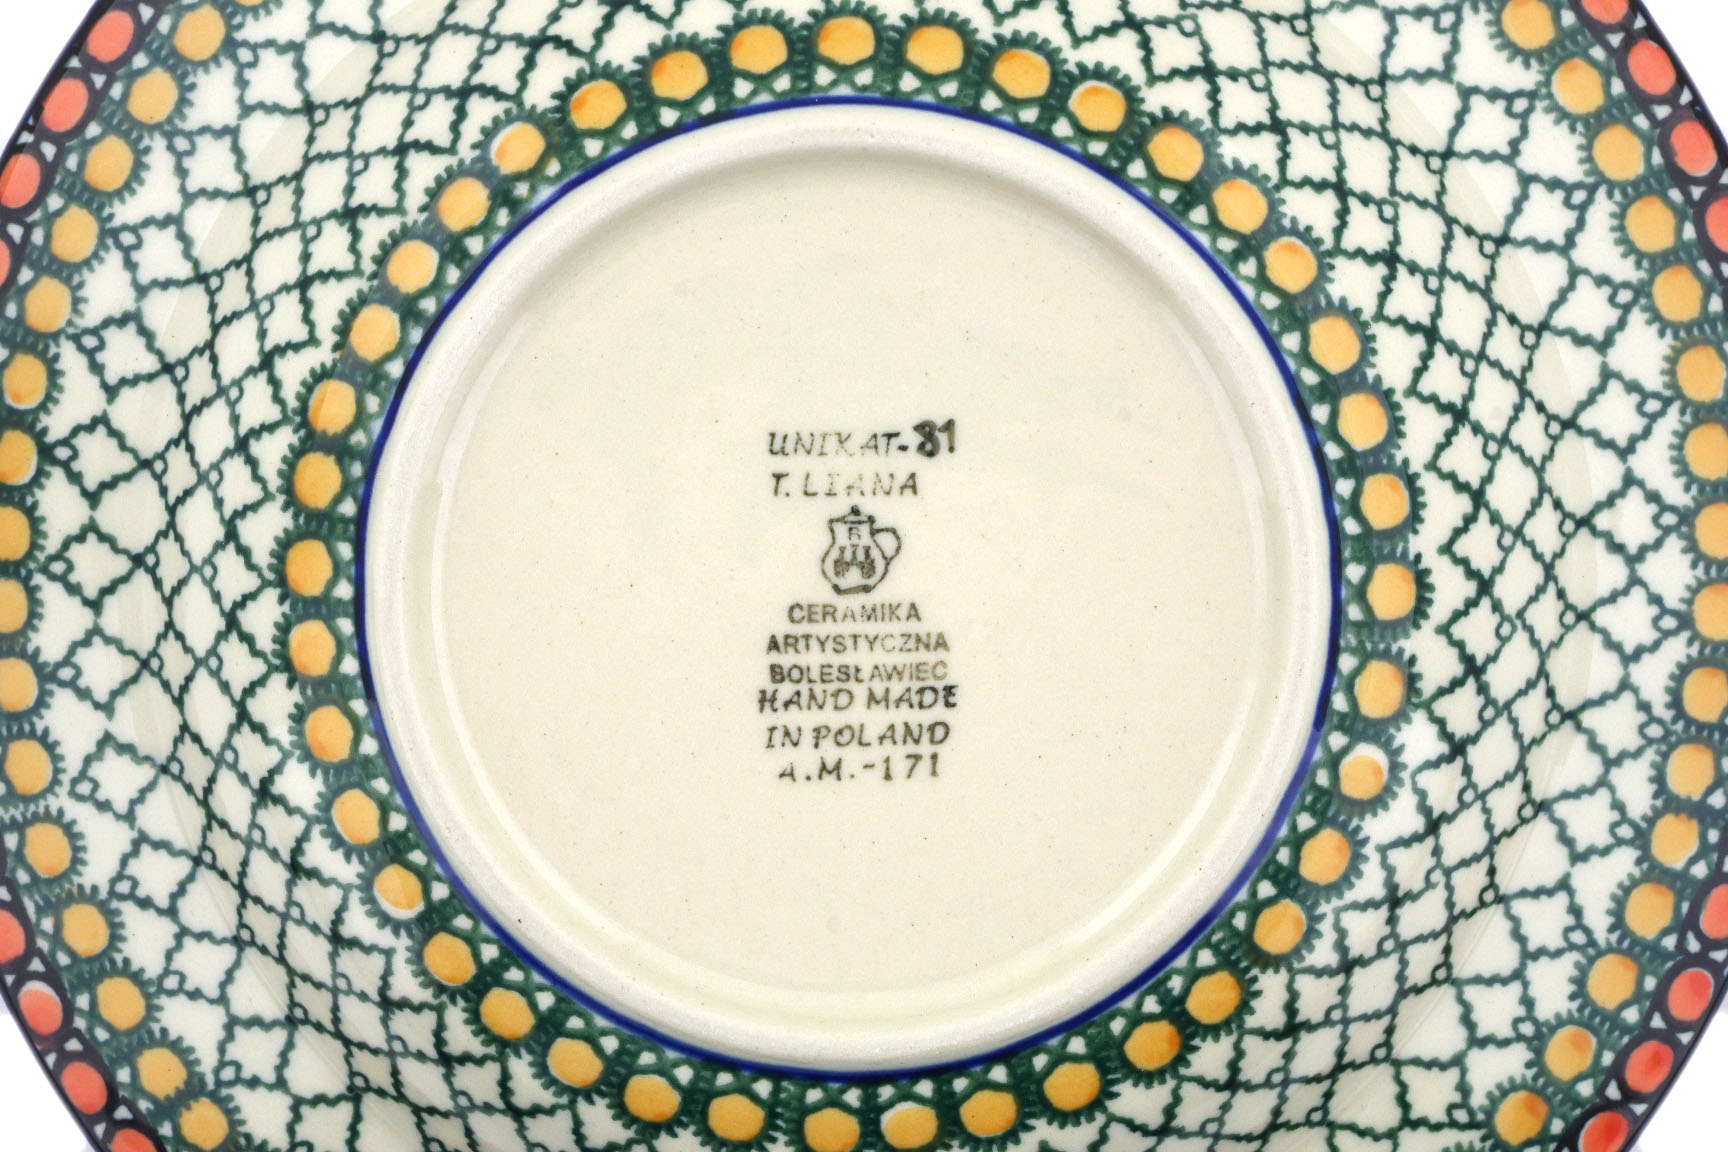 UNIKAT-81
T. LIANA
B
CERAMIKA
ARTYSTYCZNA
BOLESŁAWIEC
HAND MADE
IN POLAND
A.M.-171